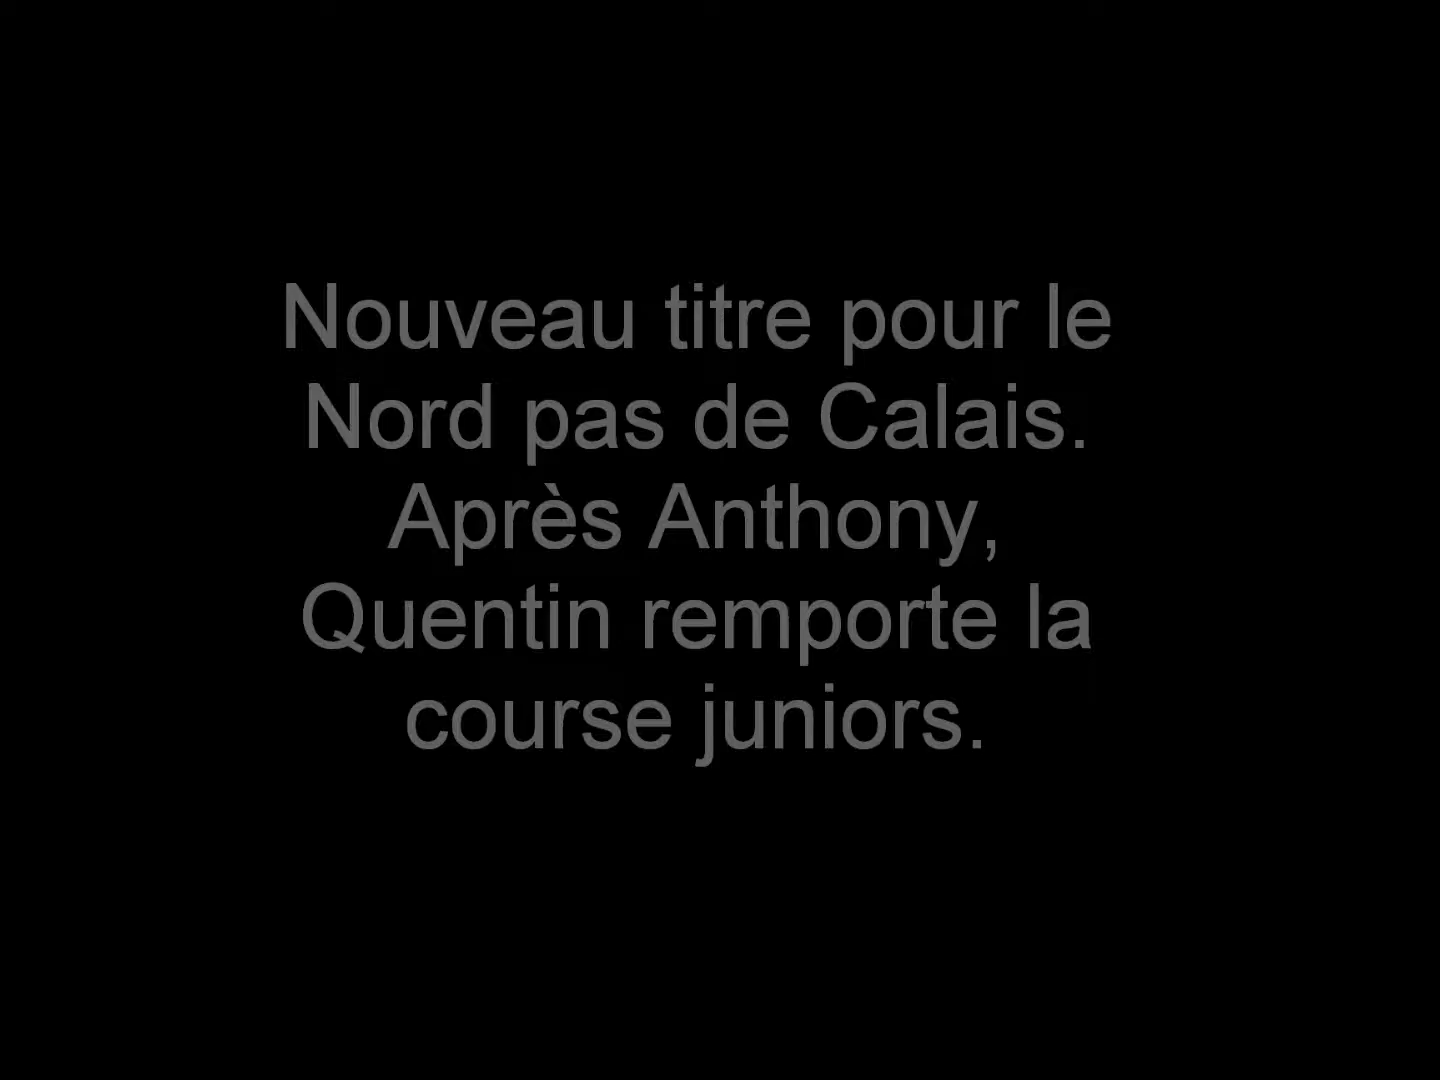 Nouveau titre pour le
Nord pas de Calais.
Après Anthony,
Quentin remporte la
course juniors.